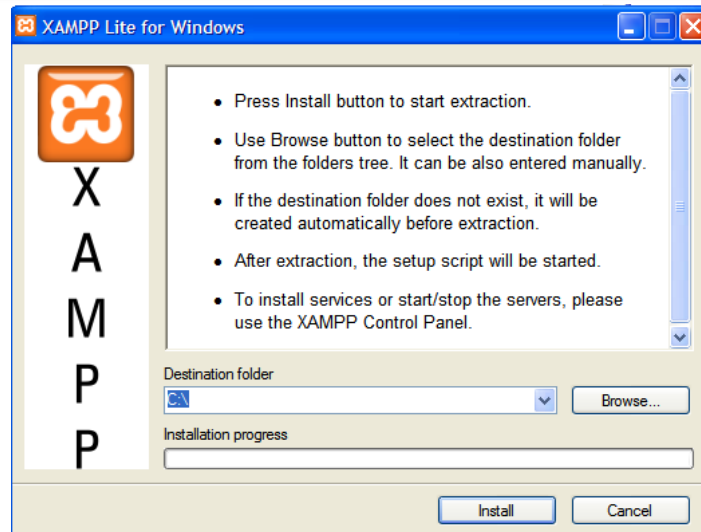 XAMPP Lite for Windows
X
A
M
P
P
• Press Install button to start extraction.
• Use Browse button to select the destination folder
from the folders tree. It can be also entered manually.
• If the destination folder does not exist, it will be
created automatically before extraction.
• After extraction, the setup script will be started.
• To install services or start/stop the servers, please
use the XAMPP Control Panel.
Destination folder
C:\
Browse...
Installation progress
Install
Cancel